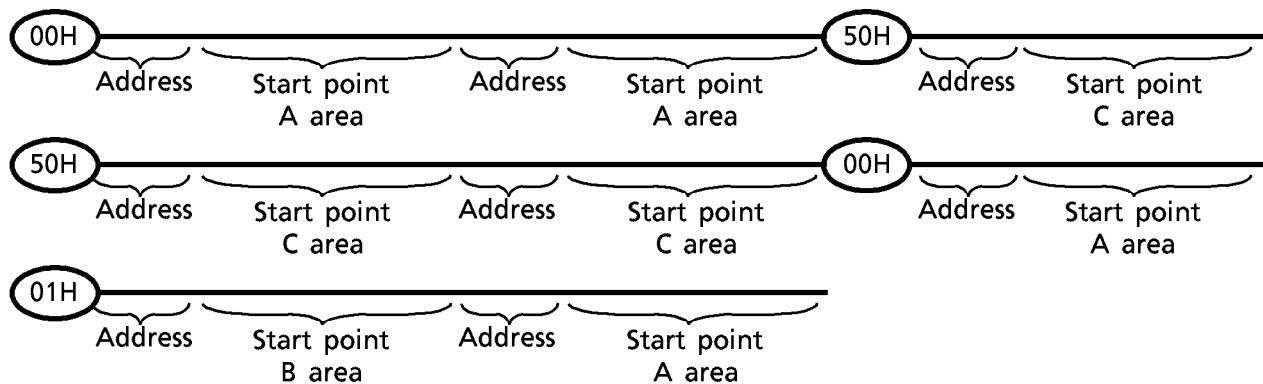 00H 50H
Address Start point Address Start point Address Start point
A area A area C area
50H 00H
Address Start point Address Start point Address Start point
C area C area A area
01H
Address Start point Address Start point
B area A area